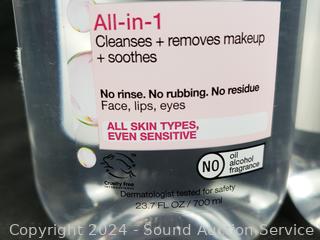 All-in-1
Cleanses + removes makeup
+ soothes
No rinse. No rubbing. No residue
Face, lips, eyes
ALL SKIN TYPES,
EVEN SENSITIVE
NO oil
alcohol
fragrance
Cruelty Free
Dermatologist tested for safety
23.7 FL OZ / 700 ml
Copyright 2024 - Sound Auction Service